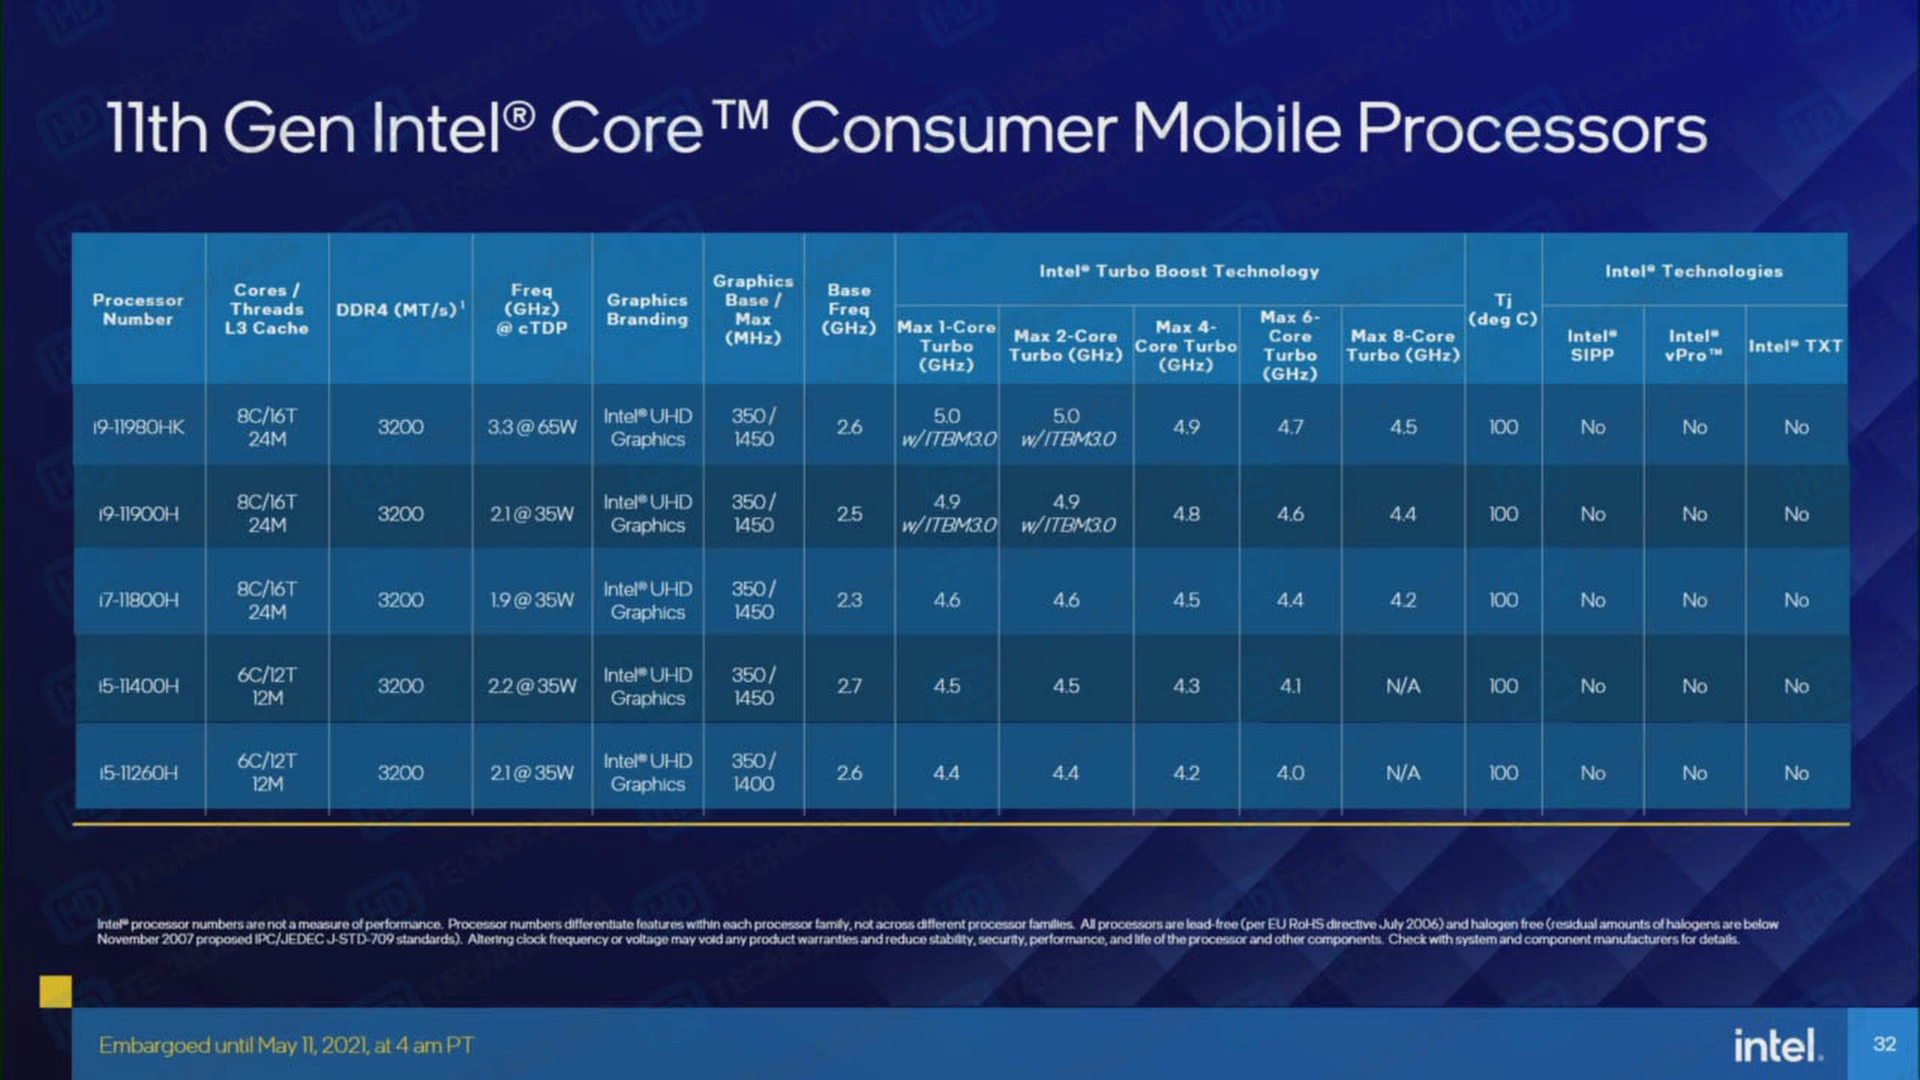 11th Gen Intel® Core™ Consumer Mobile Processors
Processor
Number
Cores /
Threads
L3 Cache
DDR4 (MT/s)¹
Freq
(GHz)
@ cTDP
Graphics
Branding
Graphics
Base /
Max
(MHz)
Base
Freq
(GHz)
Intel® Turbo Boost Technology
Max 1-Core
Turbo
(GHz)
Max 2-Core
Turbo (GHz)
Max 4-
Core Turbo
(GHz)
Max 6-
Core
Turbo
(GHz)
Max 8-Core
Turbo (GHz)
Tj
(deg C)
Intel® Technologies
Intel®
SIPP
Intel®
vPro™
Intel® TXT
i9-11980HK
8C/16T
24M
3200
3.3 @ 65W
Intel® UHD
Graphics
350 /
1450
2.6
5.0
w/ITBM3.0
5.0
w/ITBM3.0
4.9
4.7
4.5
100
No
No
No
i9-11900H
8C/16T
24M
3200
2.1 @ 35W
Intel® UHD
Graphics
350 /
1450
2.5
4.9
w/ITBM3.0
4.9
w/ITBM3.0
4.8
4.6
4.4
100
No
No
No
i7-11800H
8C/16T
24M
3200
1.9 @ 35W
Intel® UHD
Graphics
350 /
1450
2.3
4.6
4.6
4.5
4.4
4.2
100
No
No
No
i5-11400H
6C/12T
12M
3200
2.2 @ 35W
Intel® UHD
Graphics
350 /
1450
2.7
4.5
4.5
4.3
4.1
N/A
100
No
No
No
i5-11260H
6C/12T
12M
3200
2.1 @ 35W
Intel® UHD
Graphics
350 /
1400
2.6
4.4
4.4
4.2
4.0
N/A
100
No
No
No
Intel® processor numbers are not a measure of performance. Processor numbers differentiate features within each processor family, not across different processor families. All processors are lead-free (per EU RoHS directive July 2006) and halogen free (residual amounts of halogens are below
November 2007 proposed IPC/JEDEC J-STD-709 standards). Altering clock frequency or voltage may void any product warranties and reduce stability, security, performance, and life of the processor and other components. Check with system and component manufacturers for details.
Embargoed until May 11, 2021, at 4 am PT
intel.
32
HD TECNOLOGÍA